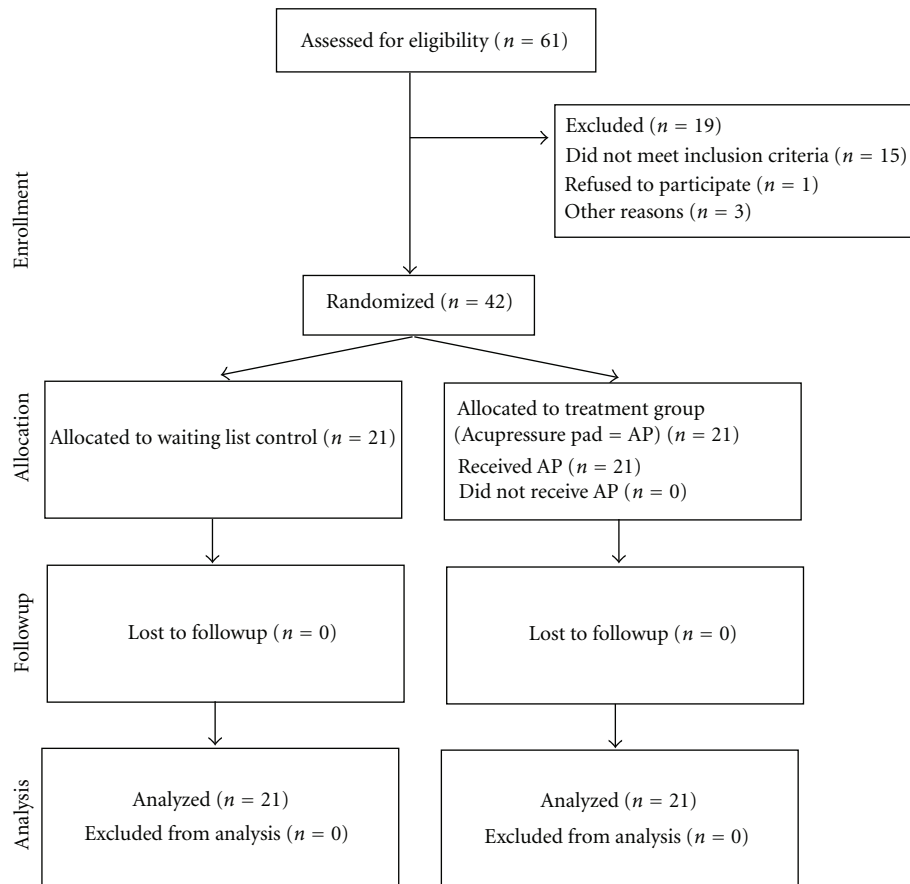 Assessed for eligibility (n = 61)
Enrollment
Excluded (n = 19)
Did not meet inclusion criteria (n = 15)
Refused to participate (n = 1)
Other reasons (n = 3)
Randomized (n = 42)
Allocation
Allocated to waiting list control (n = 21)
Allocated to treatment group
(Acupressure pad = AP) (n = 21)
Received AP (n = 21)
Did not receive AP (n = 0)
Followup
Lost to followup (n = 0)
Lost to followup (n = 0)
Analysis
Analyzed (n = 21)
Excluded from analysis (n = 0)
Analyzed (n = 21)
Excluded from analysis (n = 0)